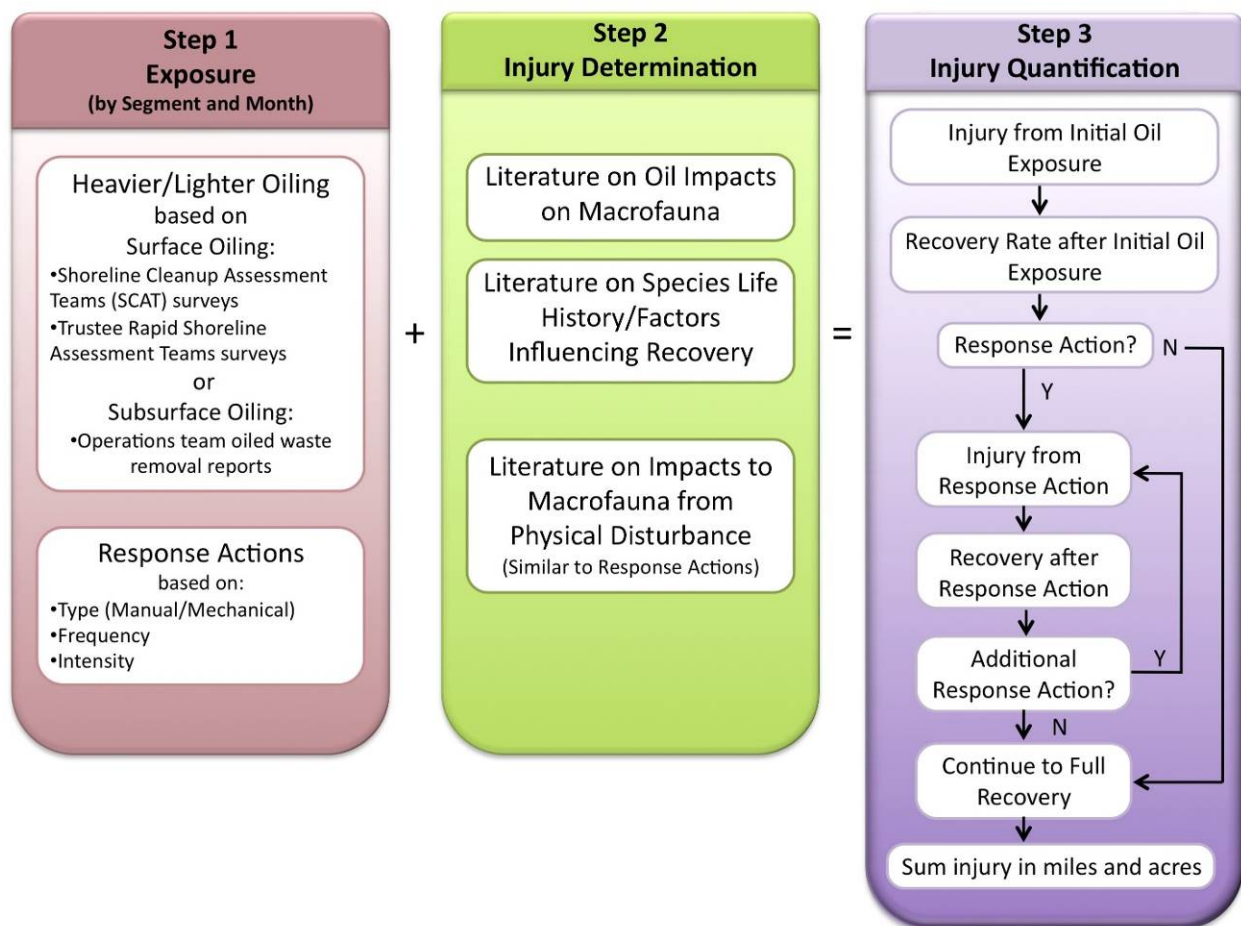 Step 1
Exposure
(by Segment and Month)
Heavier/Lighter Oiling
based on
Surface Oiling:
•Shoreline Cleanup Assessment
Teams (SCAT) surveys
•Trustee Rapid Shoreline
Assessment Teams surveys
or
Subsurface Oiling:
•Operations team oiled waste
removal reports
Response Actions
based on:
•Type (Manual/Mechanical)
•Frequency
•Intensity
+
Step 2
Injury Determination
Literature on Oil Impacts
on Macrofauna
Literature on Species Life
History/Factors
Influencing Recovery
Literature on Impacts to
Macrofauna from
Physical Disturbance
(Similar to Response Actions)
=
Step 3
Injury Quantification
Injury from Initial Oil
Exposure
Recovery Rate after Initial Oil
Exposure
Response Action?
N
Y
Injury from
Response Action
Recovery after
Response Action
Additional
Response Action?
Y
N
Continue to Full
Recovery
Sum injury in miles and acres